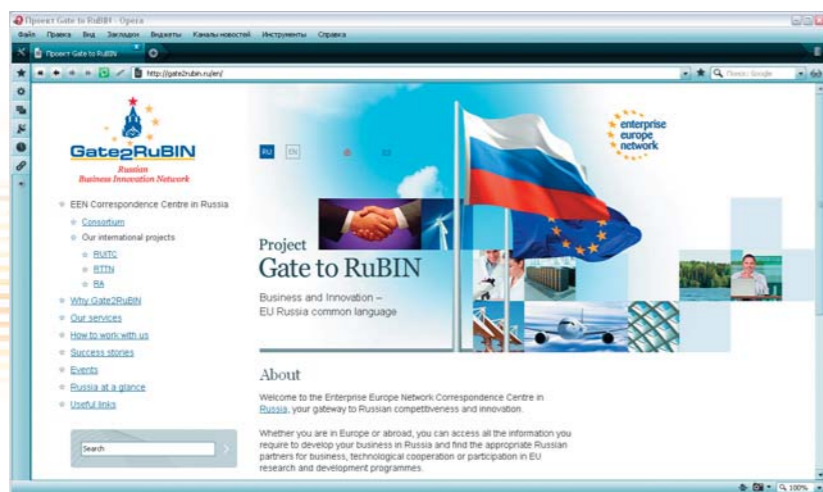 Проект Gate to RuBIN - Opera
Файл Правка Вид Закладки Виджеты Каналы новостей Инструменты Справка
Проект Gate to RuBIN
http://gate2rubin.ru/en/
Поиск: Google
Gate2RuBIN
Russian
Business Innovation Network
RU EN
enterprise
europe
network
EEN Correspondence Centre in Russia
Consortium
Our international projects
RUITC
RTTN
RA
Why Gate2RuBIN
Our services
How to work with us
Success stories
Events
Russia at a glance
Useful links
Search
Project
Gate to RuBIN
Business and Innovation –
EU Russia common language
About
Welcome to the Enterprise Europe Network Correspondence Centre in
Russia, your gateway to Russian competitiveness and innovation.
Whether you are in Europe or abroad, you can access all the information you
require to develop your business in Russia and find the appropriate Russian
partners for business, technological cooperation or participation in EU
research and development programmes.
100%